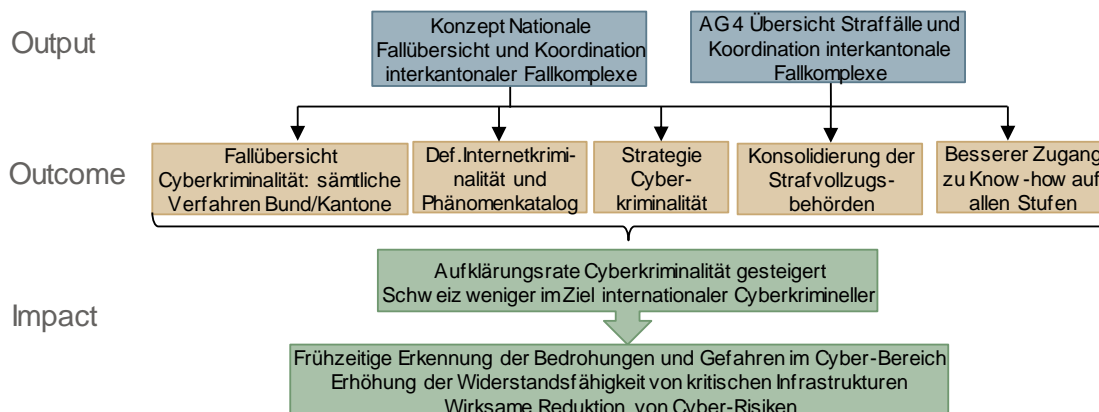 Output
Konzept Nationale
Fallübersicht und Koordination
interkantonaler Fallkomplexe
AG 4 Übersicht Straffälle und
Koordination interkantonale
Fallkomplexe
Outcome
Fallübersicht
Cyberkriminalität: sämtliche
Verfahren Bund/Kantone
Def.Internetkrimi-
nalität und
Phänomenkatalog
Strategie
Cyber-
kriminalität
Konsolidierung der
Strafvollzugs-
behörden
Besserer Zugang
zu Know-how auf
allen Stufen
Impact
Aufklärungsrate Cyberkriminalität gesteigert
Schweiz weniger im Ziel internationaler Cyberkrimineller
Frühzeitige Erkennung der Bedrohungen und Gefahren im Cyber-Bereich
Erhöhung der Widerstandsfähigkeit von kritischen Infrastrukturen
Wirksame Reduktion von Cyber-Risiken